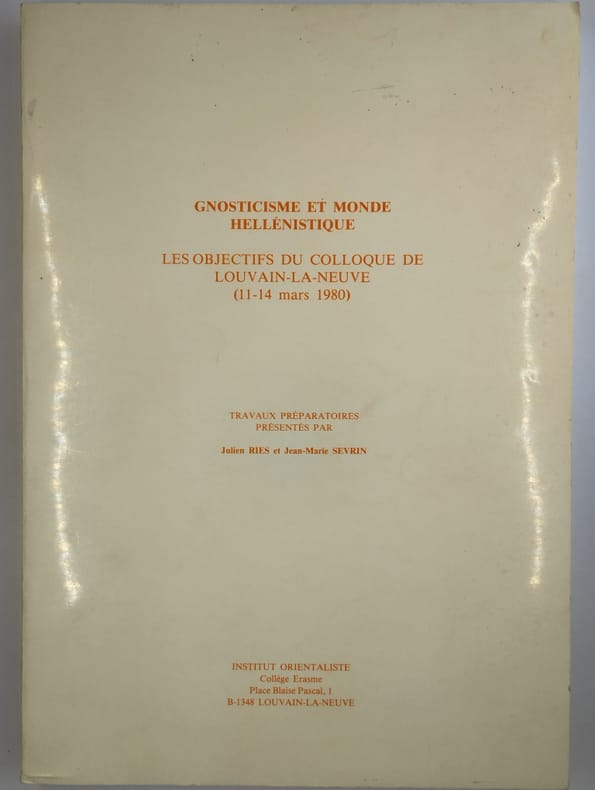 GNOSTICISME ET MONDE
HELLÉNISTIQUE
LES OBJECTIFS DU COLLOQUE DE
LOUVAIN-LA-NEUVE
(11-14 mars 1980)
TRAVAUX PRÉPARATOIRES
PRÉSENTÉS PAR
Julien RIES et Jean-Marie SEVRIN
INSTITUT ORIENTALISTE
Collège Erasme
Place Blaise Pascal, 1
B-1348 LOUVAIN-LA-NEUVE